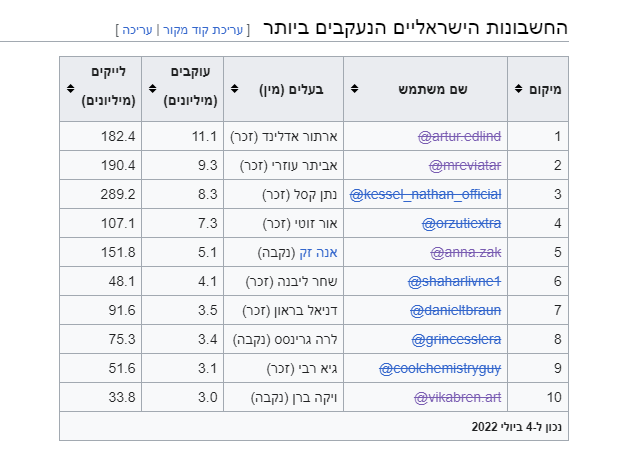 החשבונות הישראליים הנעקבים ביותר [ עריכת קוד מקור | עריכה ]
מיקום שם משתמש בעלים (מין) עוקבים (מיליונים) לייקים (מיליונים)
1 @artur.edlind ארתור אדלינד (זכר) 11.1 182.4
2 @mreviatar אביתר עוזרי (זכר) 9.3 190.4
3 @kessel_nathan_official נתן קסל (זכר) 8.3 289.2
4 @orzutiextra אור זוטי (זכר) 7.3 107.1
5 @anna.zak אנה זק (נקבה) 5.1 151.8
6 @shaharlivne1 שחר ליבנה (זכר) 4.1 48.1
7 @danieltbraun דניאל בראון (זכר) 3.5 91.6
8 @grincesslera לרה גרינסס (נקבה) 3.4 75.3
9 @coolchemistryguy גיא רבי (זכר) 3.1 51.6
10 @vikabren.art ויקה ברן (נקבה) 3.0 33.8
נכון ל-4 ביולי 2022